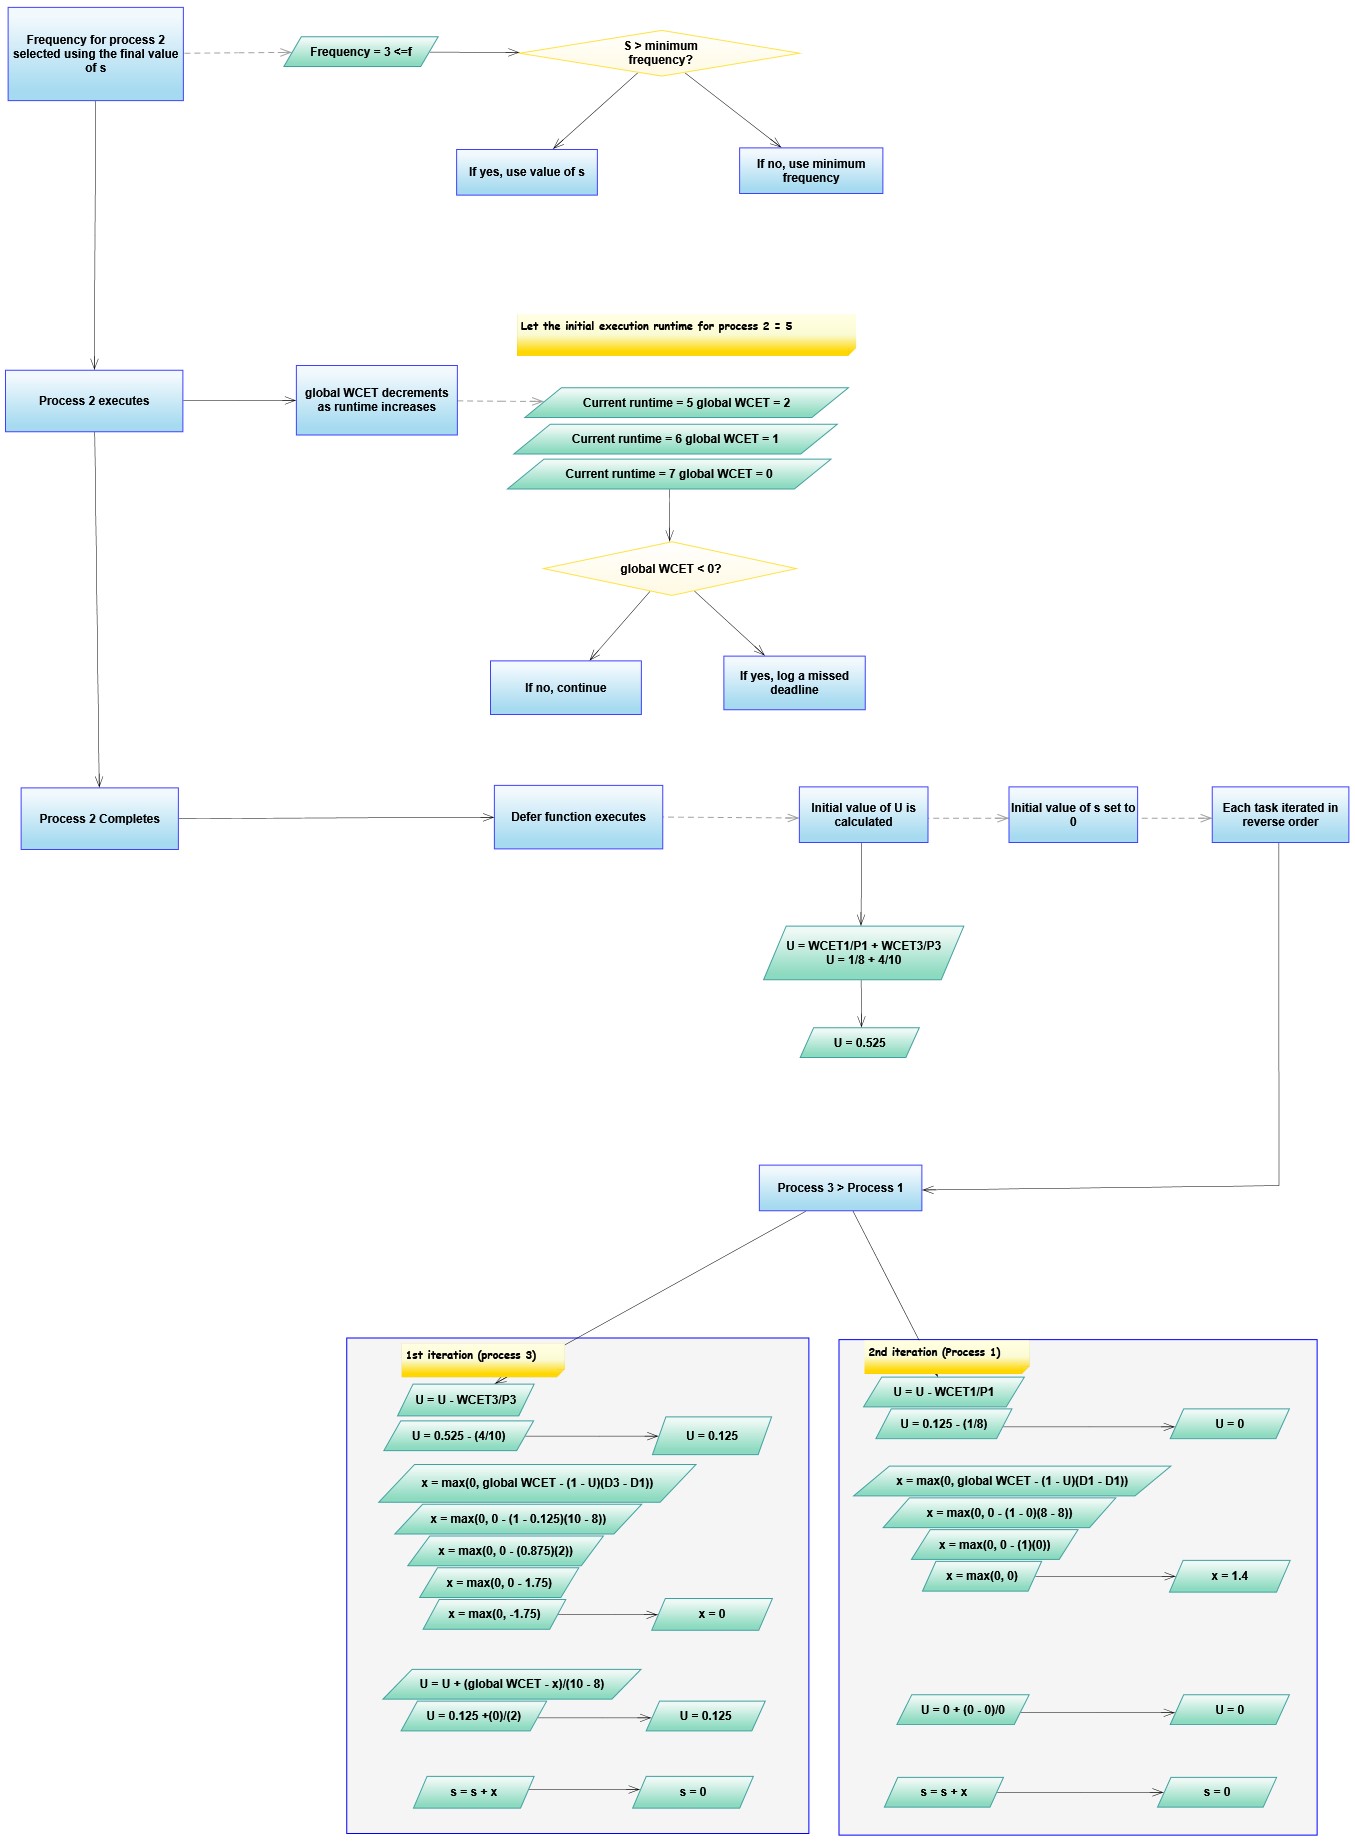 Frequency for process 2
selected using the final value
of s
Frequency = 3 <=f
S > minimum
frequency?
If yes, use value of s
If no, use minimum
frequency
Let the initial execution runtime for process 2 = 5
Process 2 executes
global WCET decrements
as runtime increases
Current runtime = 5 global WCET = 2
Current runtime = 6 global WCET = 1
Current runtime = 7 global WCET = 0
global WCET < 0?
If no, continue
If yes, log a missed
deadline
Process 2 Completes
Defer function executes
Initial value of U is
calculated
Initial value of s set to
0
Each task iterated in
reverse order
U = WCET1/P1 + WCET3/P3
U = 1/8 + 4/10
U = 0.525
Process 3 > Process 1
1st iteration (process 3)
U = U - WCET3/P3
U = 0.525 - (4/10)
U = 0.125
x = max(0, global WCET - (1 - U)(D3 - D1))
x = max(0, 0 - (1 - 0.125)(10 - 8))
x = max(0, 0 - (0.875)(2))
x = max(0, 0 - 1.75)
x = max(0, -1.75)
x = 0
U = U + (global WCET - x)/(10 - 8)
U = 0.125 +(0)/(2)
U = 0.125
s = s + x
s = 0
2nd iteration (Process 1)
U = U - WCET1/P1
U = 0.125 - (1/8)
U = 0
x = max(0, global WCET - (1 - U)(D1 - D1))
x = max(0, 0 - (1 - 0)(8 - 8))
x = max(0, 0 - (1)(0))
x = max(0, 0)
x = 1.4
U = 0 + (0 - 0)/0
U = 0
s = s + x
s = 0